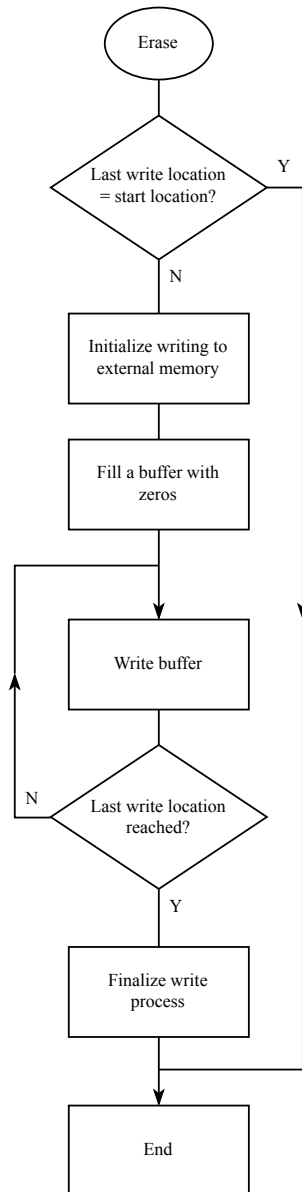 Erase
Last write location
= start location?
Y
N
Initialize writing to
external memory
Fill a buffer with
zeros
Write buffer
N
Last write location
reached?
Y
Finalize write
process
End